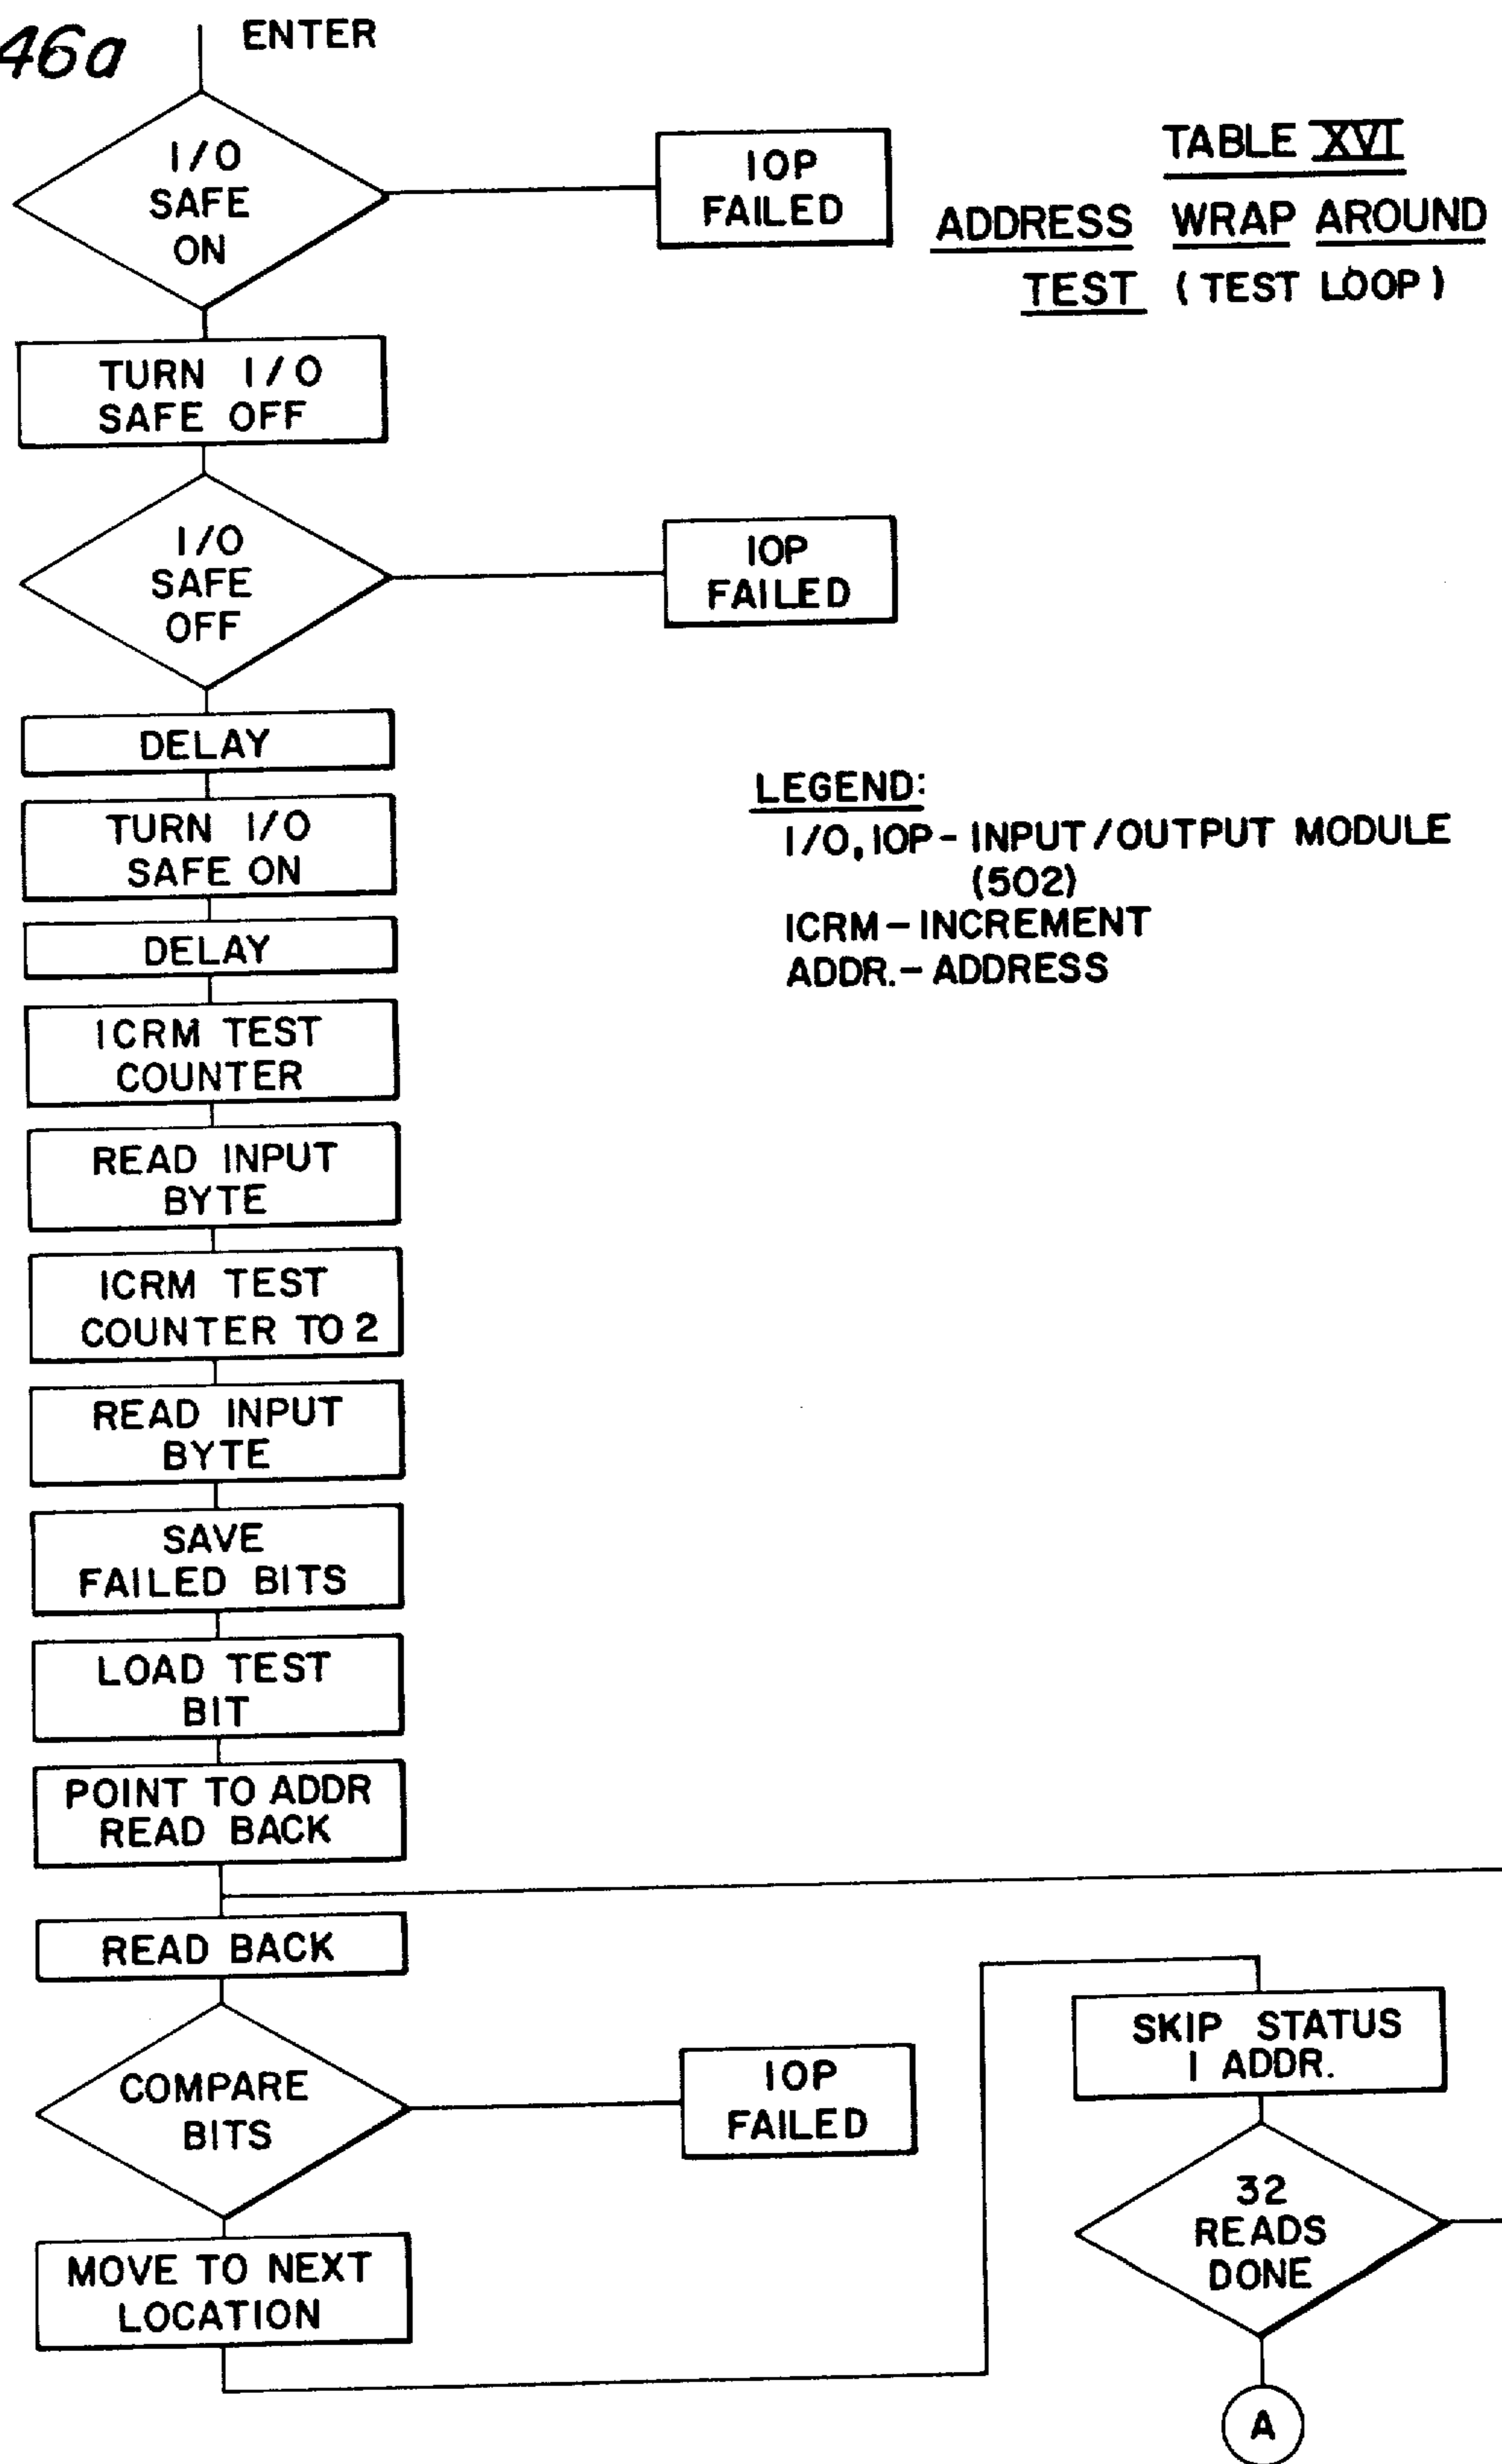 46a
ENTER
I/O
SAFE
ON
IOP
FAILED
TABLE XVI
ADDRESS WRAP AROUND
TEST (TEST LOOP)
TURN I/O
SAFE OFF
I/O
SAFE
OFF
IOP
FAILED
DELAY
TURN I/O
SAFE ON
DELAY
LEGEND:
I/O, IOP - INPUT/OUTPUT MODULE
(502)
ICRM - INCREMENT
ADDR. - ADDRESS
ICRM TEST
COUNTER
READ INPUT
BYTE
ICRM TEST
COUNTER TO 2
READ INPUT
BYTE
SAVE
FAILED BITS
LOAD TEST
BIT
POINT TO ADDR
READ BACK
READ BACK
COMPARE
BITS
IOP
FAILED
MOVE TO NEXT
LOCATION
SKIP STATUS
1 ADDR.
32
READS
DONE
A